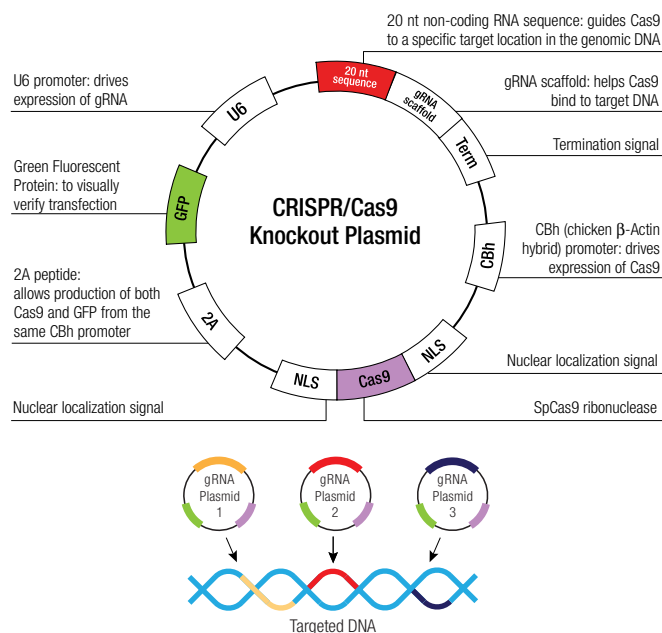 20 nt non-coding RNA sequence: guides Cas9
to a specific target location in the genomic DNA
U6 promoter: drives
expression of gRNA
20 nt
sequence
gRNA
scaffold
gRNA scaffold: helps Cas9
bind to target DNA
U6
Term
Termination signal
Green Fluorescent
Protein: to visually
verify transfection
GFP
CRISPR/Cas9
Knockout Plasmid
CBh
CBh (chicken β-Actin
hybrid) promoter: drives
expression of Cas9
2A peptide:
allows production of both
Cas9 and GFP from the
same CBh promoter
2A
NLS
Cas9
NLS
Nuclear localization signal
Nuclear localization signal
SpCas9 ribonuclease
gRNA
Plasmid
1
gRNA
Plasmid
2
gRNA
Plasmid
3
Targeted DNA